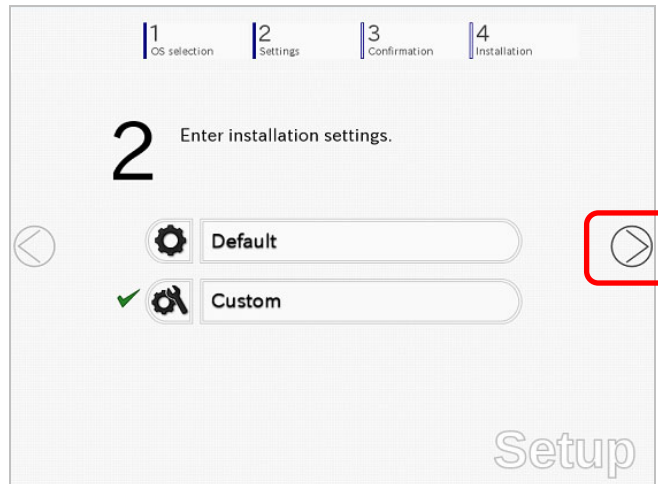 1
OS selection
2
Settings
3
Confirmation
4
Installation
2
Enter installation settings.
Default
Custom
Setup